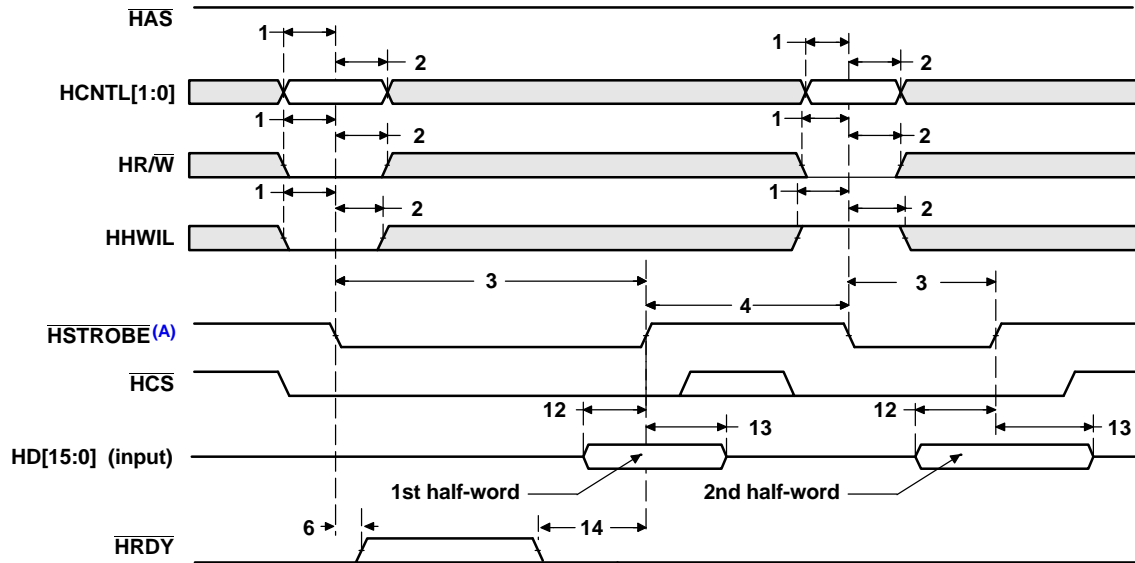 HAS
1 1
2 2
HCNTL[1:0]
1 1
2 2
HR/W
1 1
2 2
HHWIL
3 3
4
HSTROBE(A)
HCS
12 12
13 13
HD[15:0] (input)
1st half-word 2nd half-word
6 14
HRDY